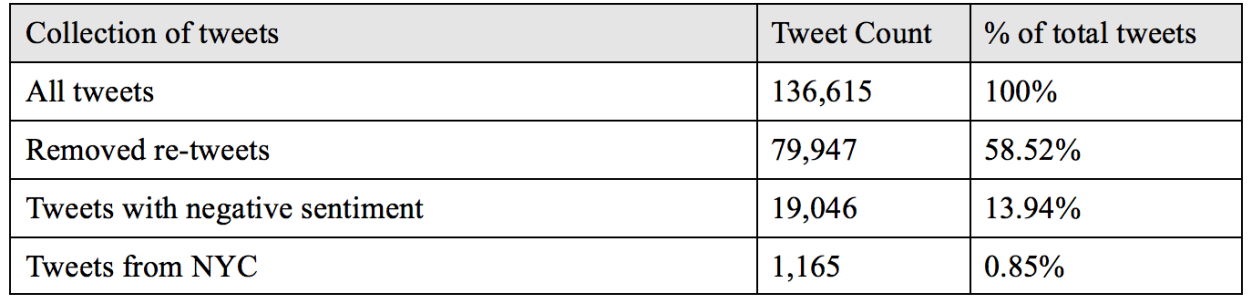 Collection of tweets Tweet Count % of total tweets
All tweets 136,615 100%
Removed re-tweets 79,947 58.52%
Tweets with negative sentiment 19,046 13.94%
Tweets from NYC 1,165 0.85%